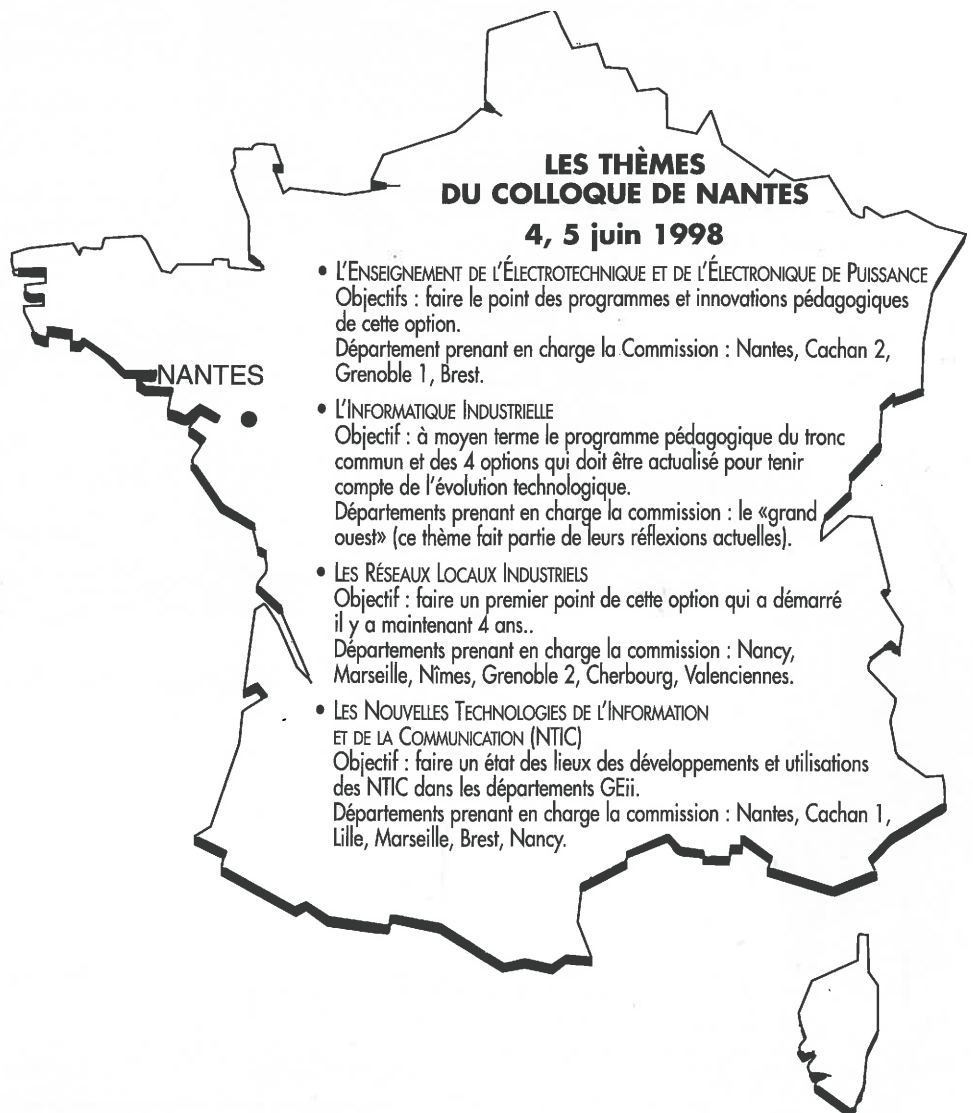 LES THÈMES
DU COLLOQUE DE NANTES
4, 5 juin 1998
• L'ENSEIGNEMENT DE L'ÉLECTROTECHNIQUE ET DE L'ÉLECTRONIQUE DE PUISSANCE
Objectifs : faire le point des programmes et innovations pédagogiques
de cette option.
Département prenant en charge la Commission : Nantes, Cachan 2,
Grenoble 1, Brest.
NANTES
• L'INFORMATIQUE INDUSTRIELLE
Objectif : à moyen terme le programme pédagogique du tronc
commun et des 4 options qui doit être actualisé pour tenir
compte de l'évolution technologique.
Départements prenant en charge la commission : le «grand
ouest» (ce thème fait partie de leurs réflexions actuelles).
• LES RÉSEAUX LOCAUX INDUSTRIELS
Objectif : faire un premier point de cette option qui a démarré
il y a maintenant 4 ans..
Départements prenant en charge la commission : Nancy,
Marseille, Nîmes, Grenoble 2, Cherbourg, Valenciennes.
• LES NOUVELLES TECHNOLOGIES DE L'INFORMATION
ET DE LA COMMUNICATION (NTIC)
Objectif : faire un état des lieux des développements et utilisations
des NTIC dans les départements GEii.
Départements prenant en charge la commission : Nantes, Cachan 1,
Lille, Marseille, Brest, Nancy.